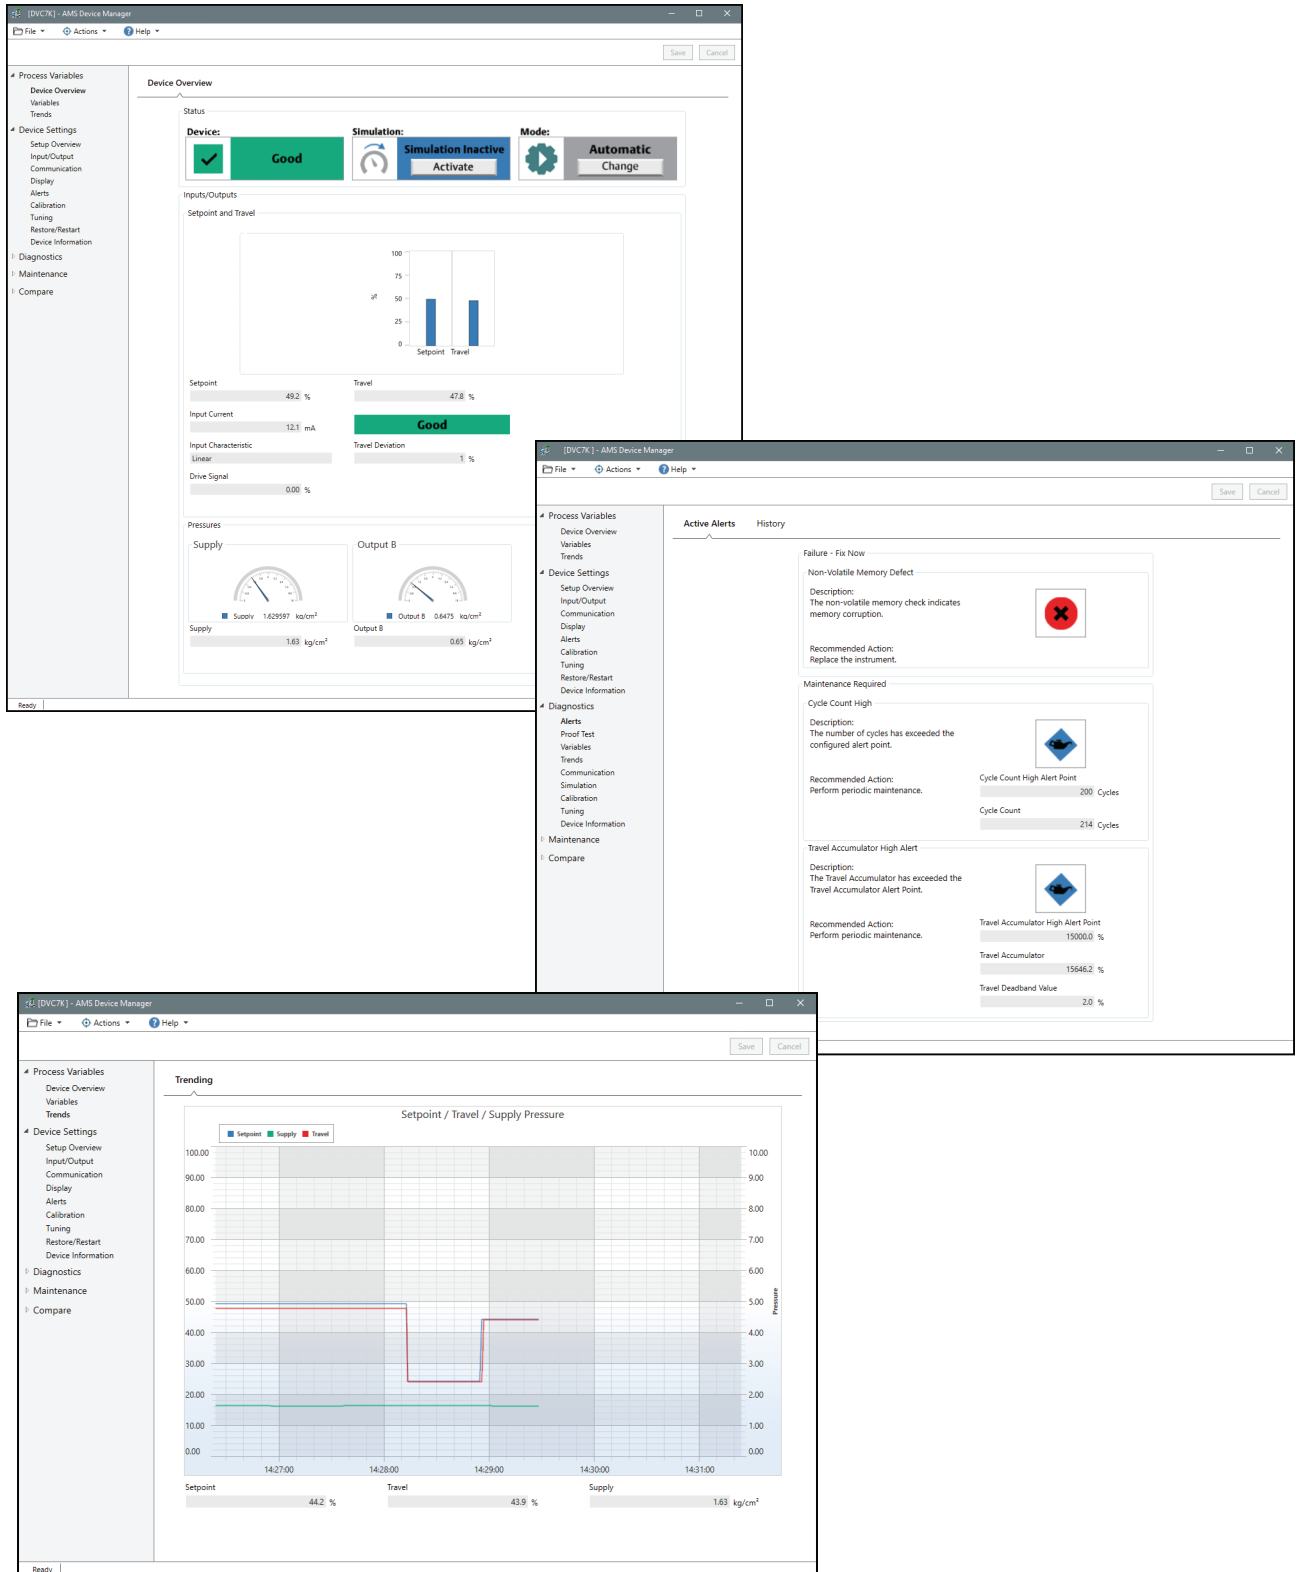 [DVC7K] - AMS Device Manager
File Actions Help
Save Cancel
Process Variables
Device Overview
Variables
Trends
Device Settings
Setup Overview
Input/Output
Communication
Display
Alerts
Calibration
Tuning
Restore/Restart
Device Information
Diagnostics
Maintenance
Compare
Device Overview
Status
Device: Simulation: Mode:
Good
Simulation Inactive
Activate
Automatic
Change
Inputs/Outputs
Setpoint and Travel
100
75
%
50
25
0
Setpoint Travel
Setpoint Travel
49.2 % 47.8 %
Input Current
12.1 mA Good
Input Characteristic Travel Deviation
Linear 1 %
Drive Signal
0.00 %
Pressures
Supply Output B
Supply 1.629597 kg/cm² Output B 0.6475 kg/cm²
Supply Output B
1.63 kg/cm² 0.65 kg/cm²
Ready
[DVC7K ] - AMS Device Manager
File Actions Help
Save Cancel
Process Variables
Device Overview
Variables
Trends
Device Settings
Setup Overview
Input/Output
Communication
Display
Alerts
Calibration
Tuning
Restore/Restart
Device Information
Diagnostics
Alerts
Proof Test
Variables
Trends
Communication
Simulation
Calibration
Tuning
Device Information
Maintenance
Compare
Active Alerts History
Failure - Fix Now
Non-Volatile Memory Defect
Description:
The non-volatile memory check indicates
memory corruption.
Recommended Action:
Replace the instrument.
Maintenance Required
Cycle Count High
Description:
The number of cycles has exceeded the
configured alert point.
Recommended Action:
Perform periodic maintenance.
Cycle Count High Alert Point
200 Cycles
Cycle Count
214 Cycles
Travel Accumulator High Alert
Description:
The Travel Accumulator has exceeded the
Travel Accumulator Alert Point.
Recommended Action:
Perform periodic maintenance.
Travel Accumulator High Alert Point
15000.0 %
Travel Accumulator
15646.2 %
Travel Deadband Value
2.0 %
[DVC7K ] - AMS Device Manager
File Actions Help
Save Cancel
Process Variables
Device Overview
Variables
Trends
Device Settings
Setup Overview
Input/Output
Communication
Display
Alerts
Calibration
Tuning
Restore/Restart
Device Information
Diagnostics
Maintenance
Compare
Trending
Setpoint / Travel / Supply Pressure
Setpoint Supply Travel
100.00 10.00
90.00 9.00
80.00 8.00
70.00 7.00
60.00 6.00
50.00 5.00
Pressure
40.00 4.00
30.00 3.00
20.00 2.00
10.00 1.00
0.00 0.00
14:27:00 14:28:00 14:29:00 14:30:00 14:31:00
Setpoint Travel Supply
44.2 % 43.9 % 1.63 kg/cm²
Ready